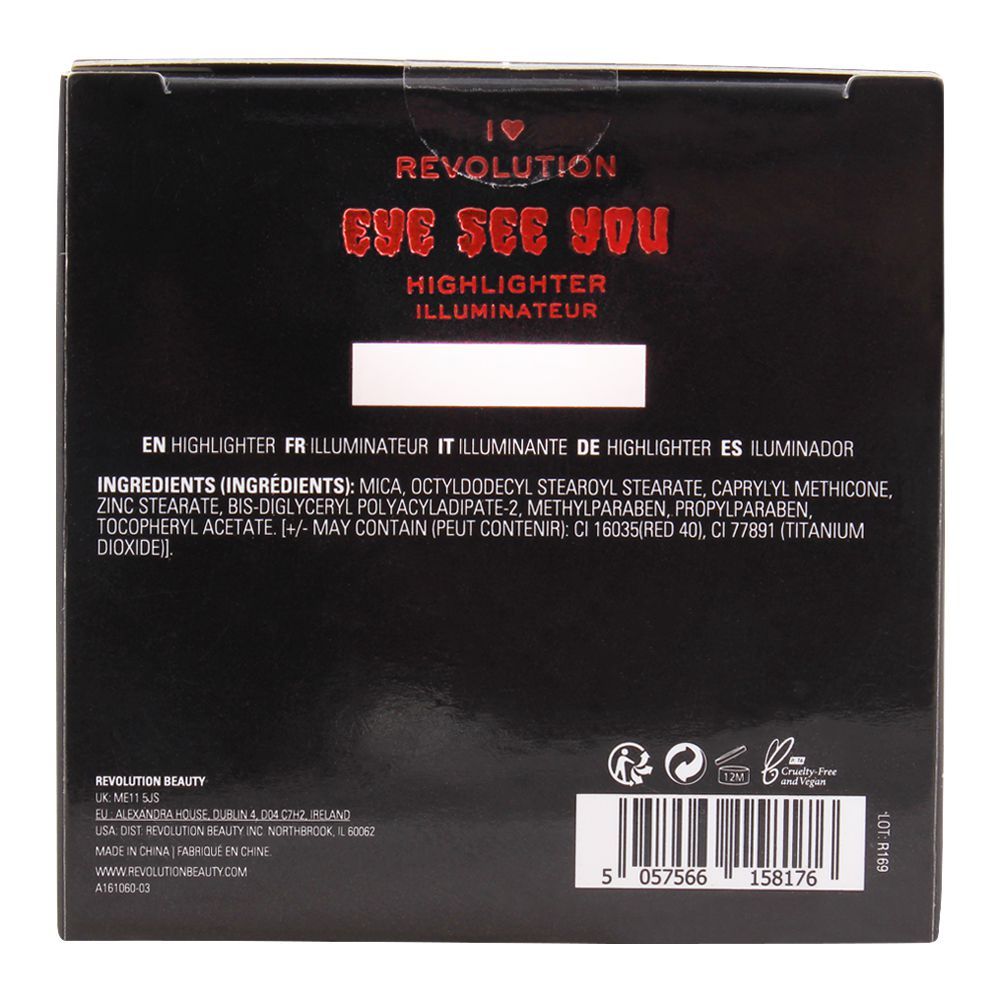 I ♥
REVOLUTION
EYE SEE YOU
HIGHLIGHTER
ILLUMINATEUR
EN HIGHLIGHTER FR ILLUMINATEUR IT ILLUMINANTE DE HIGHLIGHTER ES ILUMINADOR
INGREDIENTS (INGRÉDIENTS): MICA, OCTYLDODECYL STEAROYL STEARATE, CAPRYLYL METHICONE,
ZINC STEARATE, BIS-DIGLYCERYL POLYACYLADIPATE-2, METHYLPARABEN, PROPYLPARABEN,
TOCOPHERYL ACETATE. [+/- MAY CONTAIN (PEUT CONTENIR): CI 16035(RED 40), CI 77891 (TITANIUM
DIOXIDE)].
REVOLUTION BEAUTY
UK: ME11 5JS
EU : ALEXANDRA HOUSE, DUBLIN 4, D04 C7H2, IRELAND
USA. DIST: REVOLUTION BEAUTY INC NORTHBROOK, IL 60062
MADE IN CHINA | FABRIQUÉ EN CHINE.
WWW.REVOLUTIONBEAUTY.COM
A161060-03
12M
Cruelty-Free
and Vegan
5 057566 158176
LOT: R169